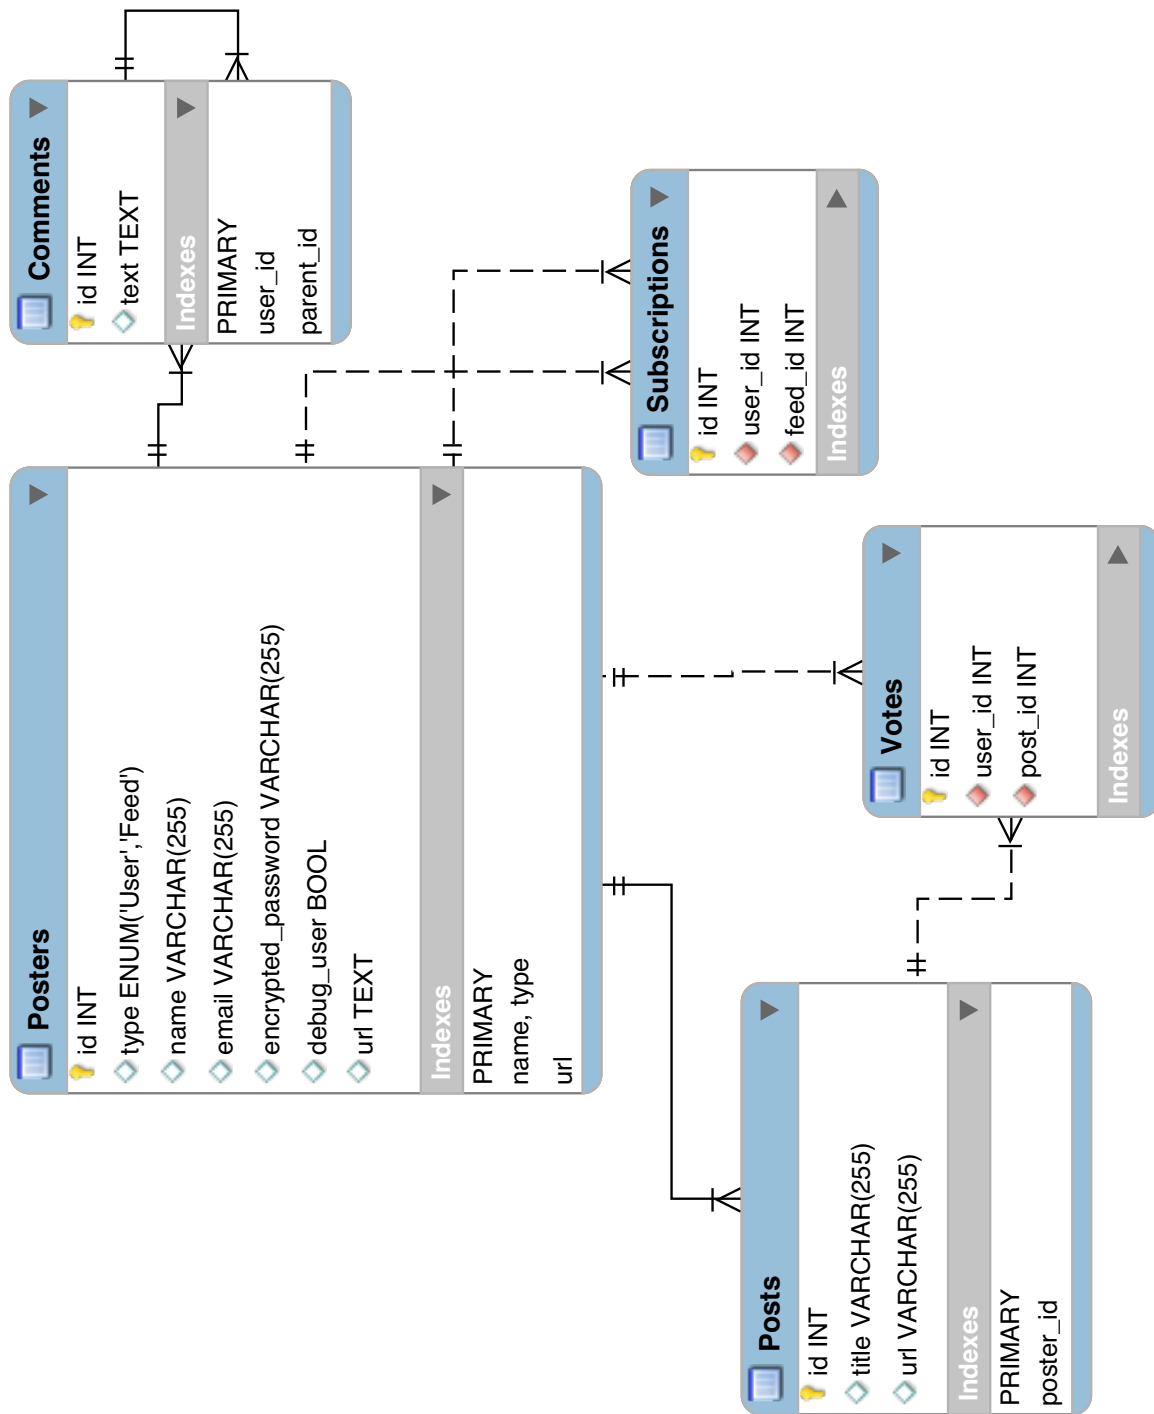 Posters
id INT
type ENUM('User','Feed')
name VARCHAR(255)
email VARCHAR(255)
encrypted_password VARCHAR(255)
debug_user BOOL
url TEXT
Indexes
PRIMARY
name, type
url
Comments
id INT
text TEXT
Indexes
PRIMARY
user_id
parent_id
Posts
id INT
title VARCHAR(255)
url VARCHAR(255)
Indexes
PRIMARY
poster_id
Votes
id INT
user_id INT
post_id INT
Indexes
Subscriptions
id INT
user_id INT
feed_id INT
Indexes